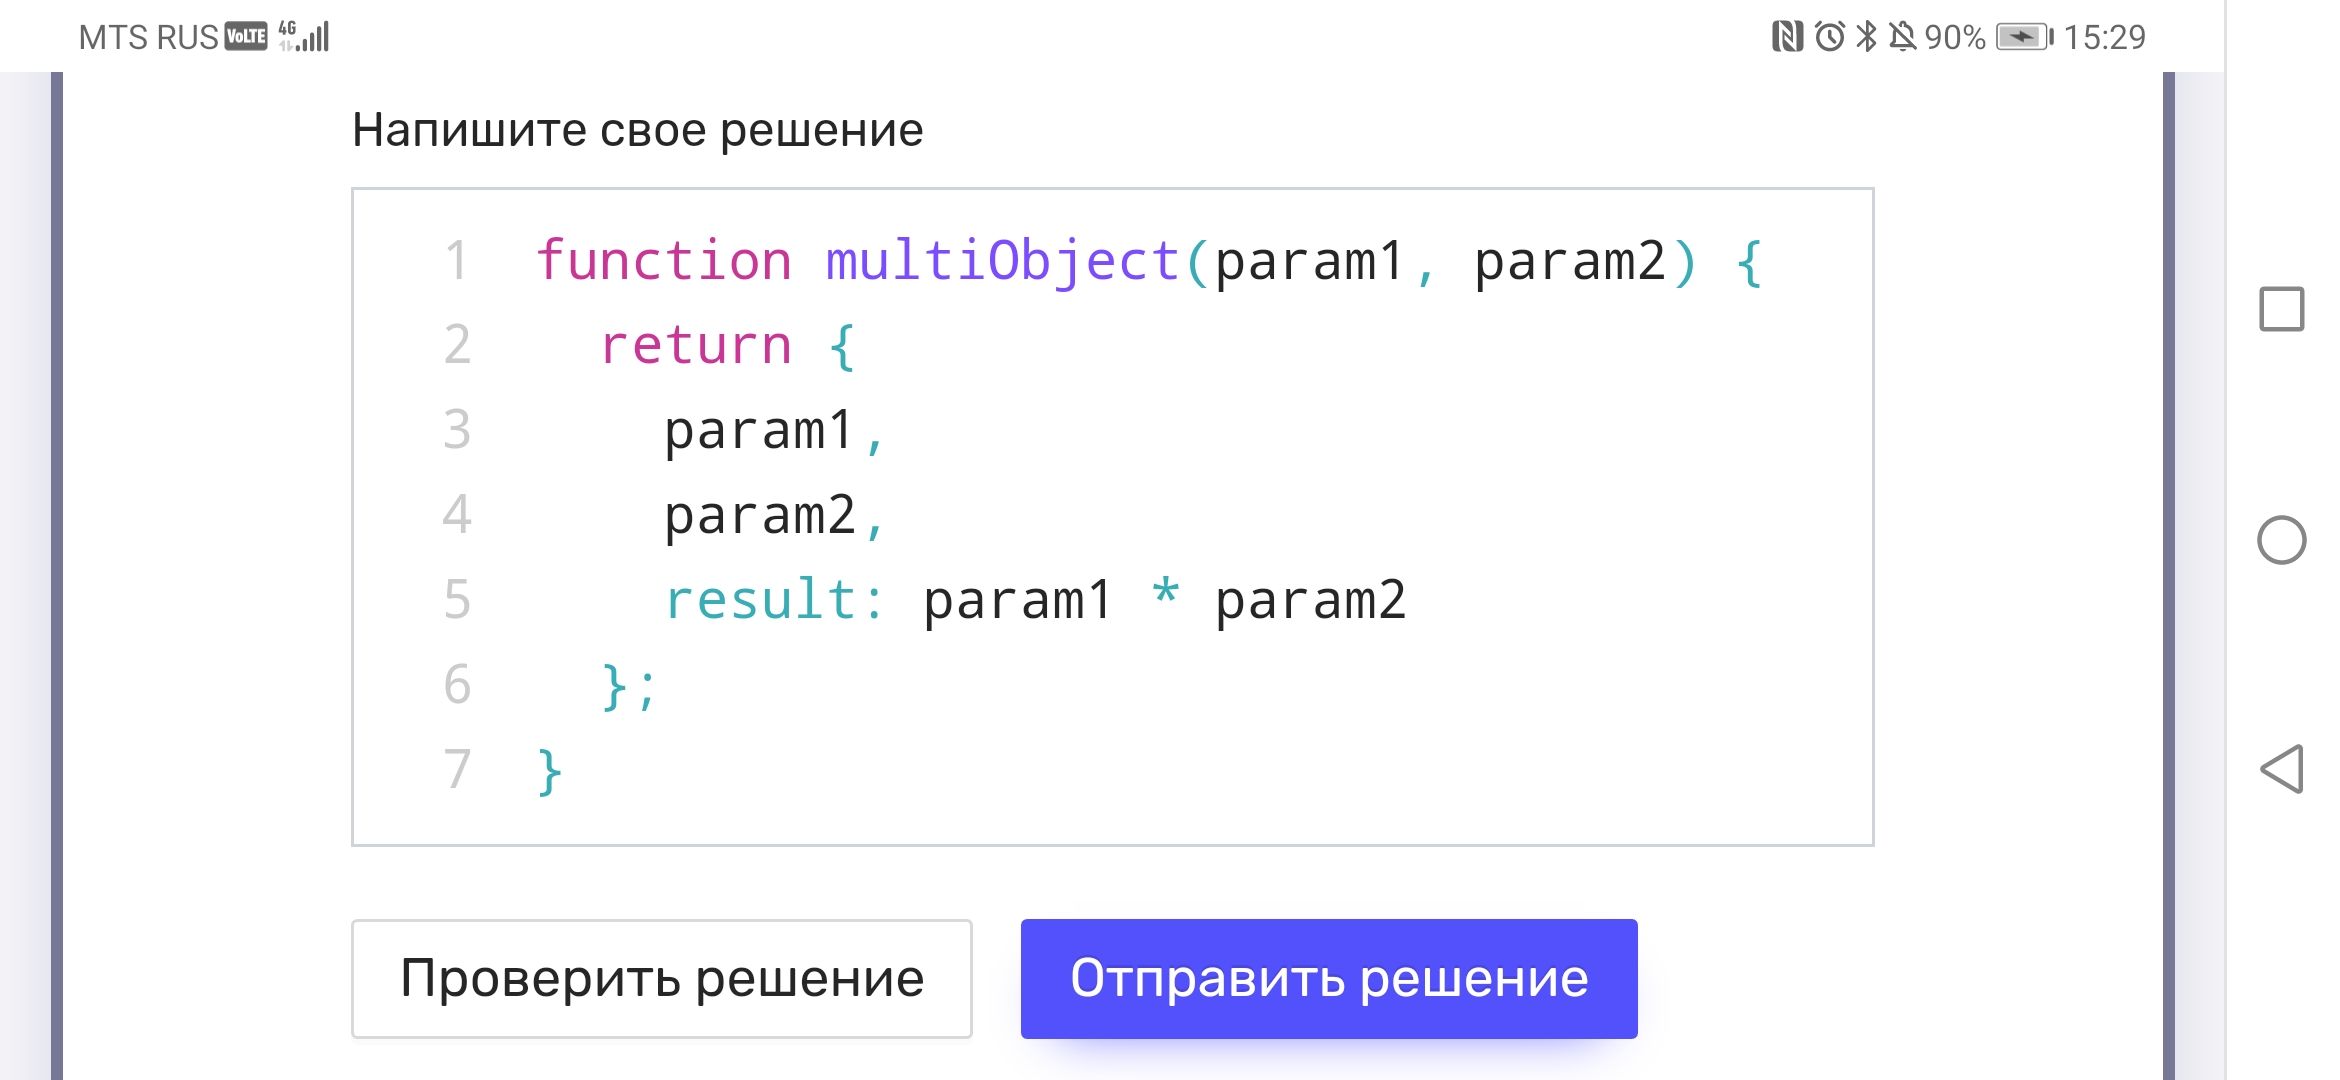 MTS RUS VoLTE 4G 90% 15:29
Напишите свое решение
1 function multiObject(param1, param2) {
2 return {
3 param1,
4 param2,
5 result: param1 * param2
6 };
7 }
Проверить решение Отправить решение